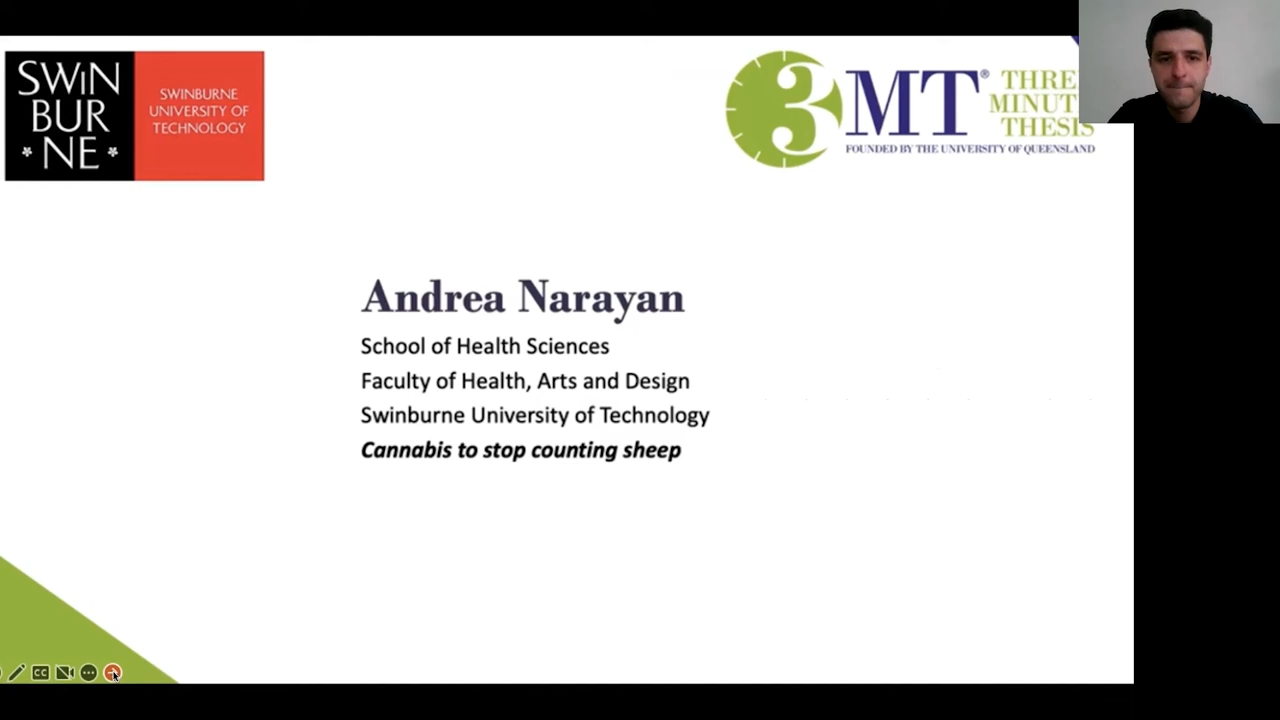 SWIN
BUR
NE
SWINBURNE
UNIVERSITY OF
TECHNOLOGY
3MT®
THRE
MINUT
THESIS
FOUNDED BY THE UNIVERSITY OF QUEENSLAND
Andrea Narayan
School of Health Sciences
Faculty of Health, Arts and Design
Swinburne University of Technology
Cannabis to stop counting sheep
CC